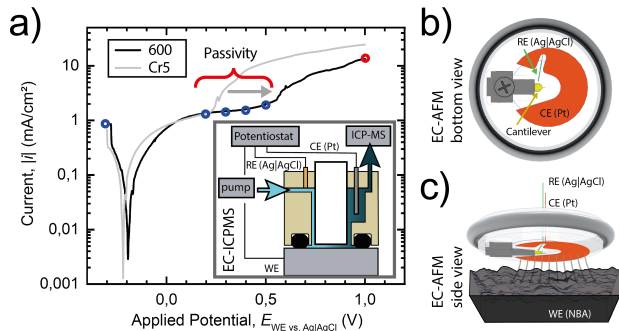 a)
600
Cr5
Passivity
Current, |i| (mA/cm²)
10
1
0,1
0,01
0,001
0,0
0,5
1,0
Applied Potential, E_WE vs. Ag|AgCl (V)
Potentiostat
CE (Pt)
ICP-MS
RE (Ag|AgCl)
pump
EC-ICPMS
WE
b)
EC-AFM
bottom view
RE (Ag|AgCl)
CE (Pt)
Cantilever
c)
EC-AFM
side view
RE (Ag|AgCl)
CE (Pt)
WE (NBA)